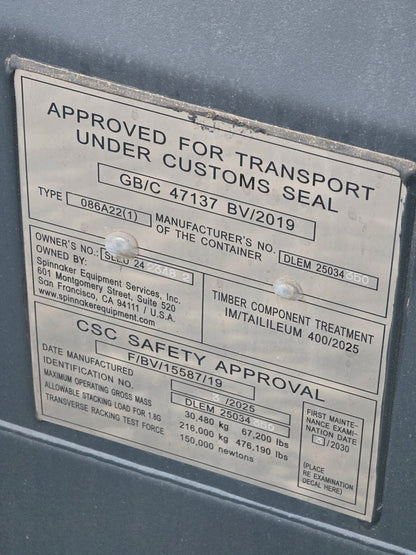 APPROVED FOR TRANSPORT
UNDER CUSTOMS SEAL
GB/C 47137 BV/2019
TYPE 086A22(1)
MANUFACTURER'S NO.
OF THE CONTAINER DLEM 25034
OWNER'S NO.: 24
OWNED BY:
Spinnaker Equipment Services, Inc.
601 Montgomery Street, Suite 520
San Francisco, CA 94111 / U.S.A.
www.spinnakerequipment.com
TIMBER COMPONENT TREATMENT
IM/TAILILEUM 400/2025
CSC SAFETY APPROVAL
F/BV/15587/19
DATE MANUFACTURED 3 /2025
IDENTIFICATION NO. DLEM 25034
MAXIMUM OPERATING GROSS MASS 30.480 kg 67,200 lbs
ALLOWABLE STACKING LOAD FOR 1.8G 216.000 kg 476.190 lbs
TRANSVERSE RACKING TEST FORCE 150.000 newtons
FIRST MAINTE-
NANCE EXAMI-
NATION DATE
3 /2030
(PLACE
RE EXAMINATION
DECAL HERE)